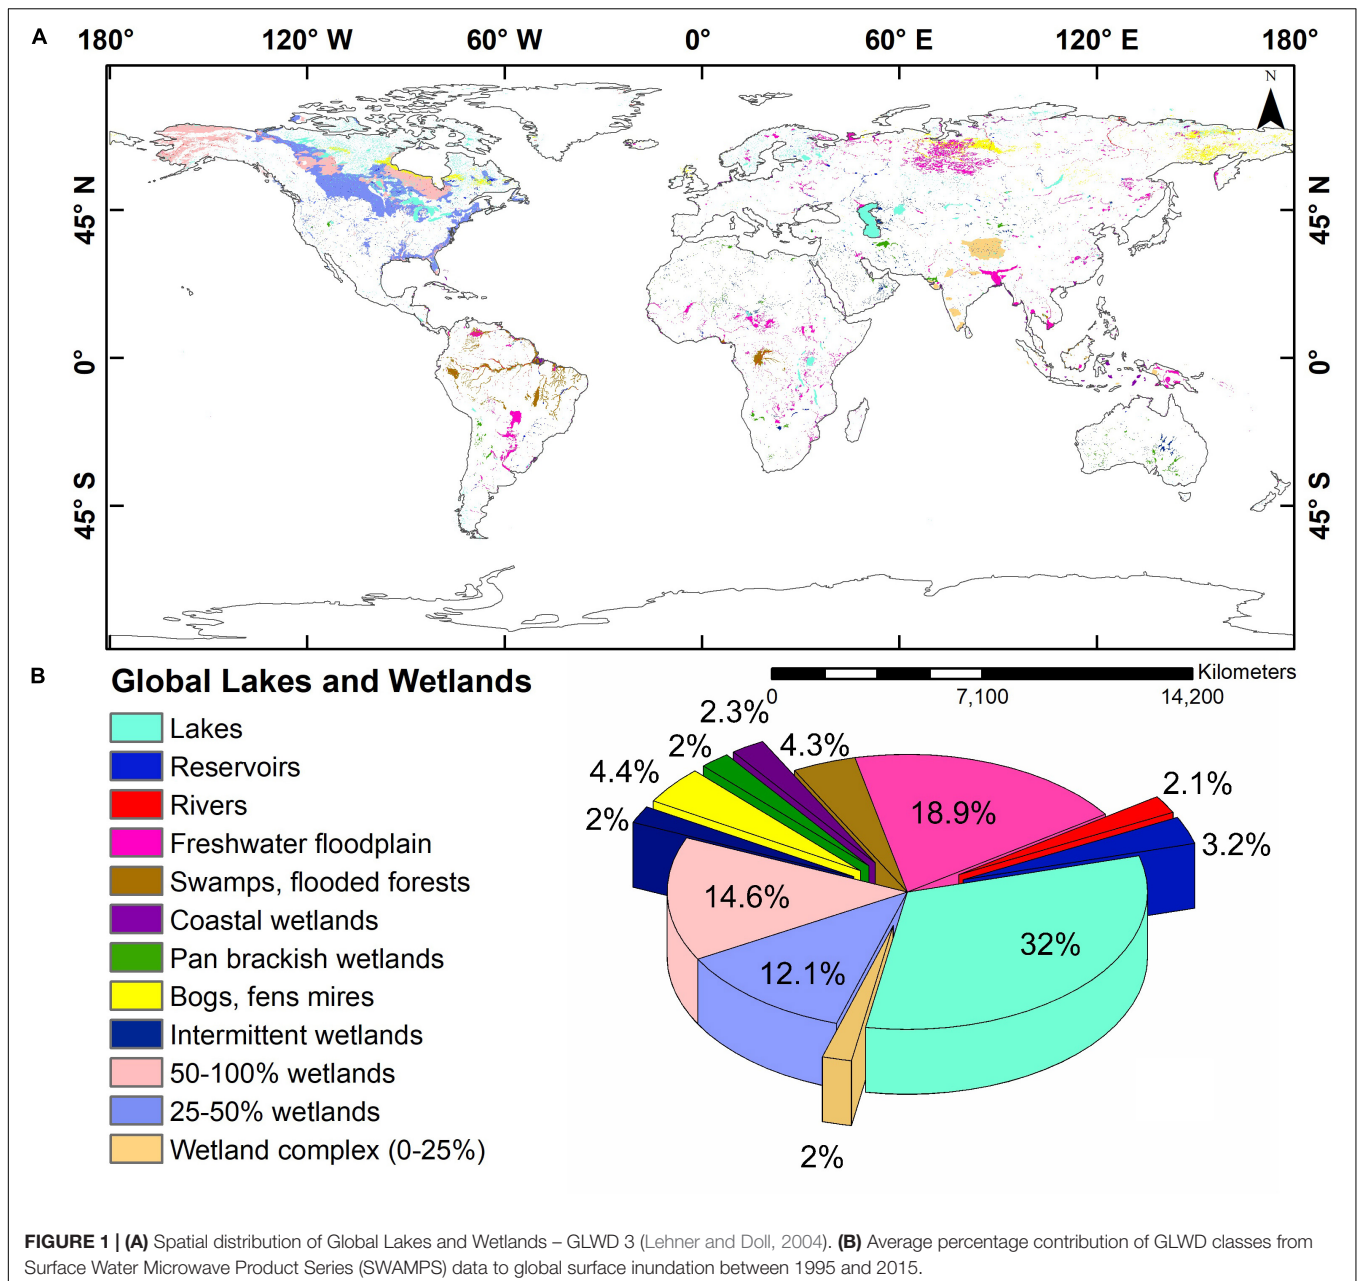 A
180° 120° W 60° W 0° 60° E 120° E 180°
N
45° N
45° N
0°
0°
45° S
45° S
B
Global Lakes and Wetlands
Kilometers
0 7,100 14,200
Lakes
Reservoirs
Rivers
Freshwater floodplain
Swamps, flooded forests
Coastal wetlands
Pan brackish wetlands
Bogs, fens mires
Intermittent wetlands
50-100% wetlands
25-50% wetlands
Wetland complex (0-25%)
2.3%
2%
4.3%
4.4%
2%
18.9%
2.1%
3.2%
14.6%
12.1%
32%
2%
FIGURE 1 | (A) Spatial distribution of Global Lakes and Wetlands – GLWD 3 (Lehner and Doll, 2004). (B) Average percentage contribution of GLWD classes from
Surface Water Microwave Product Series (SWAMPS) data to global surface inundation between 1995 and 2015.